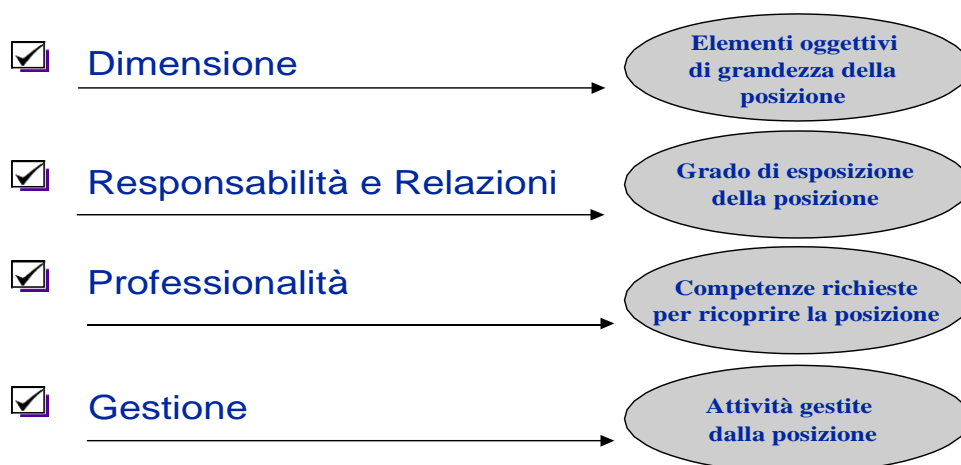 Dimensione
Elementi oggettivi
di grandezza della
posizione
Responsabilità e Relazioni
Grado di esposizione
della posizione
Professionalità
Competenze richieste
per ricoprire la posizione
Gestione
Attività gestite
dalla posizione